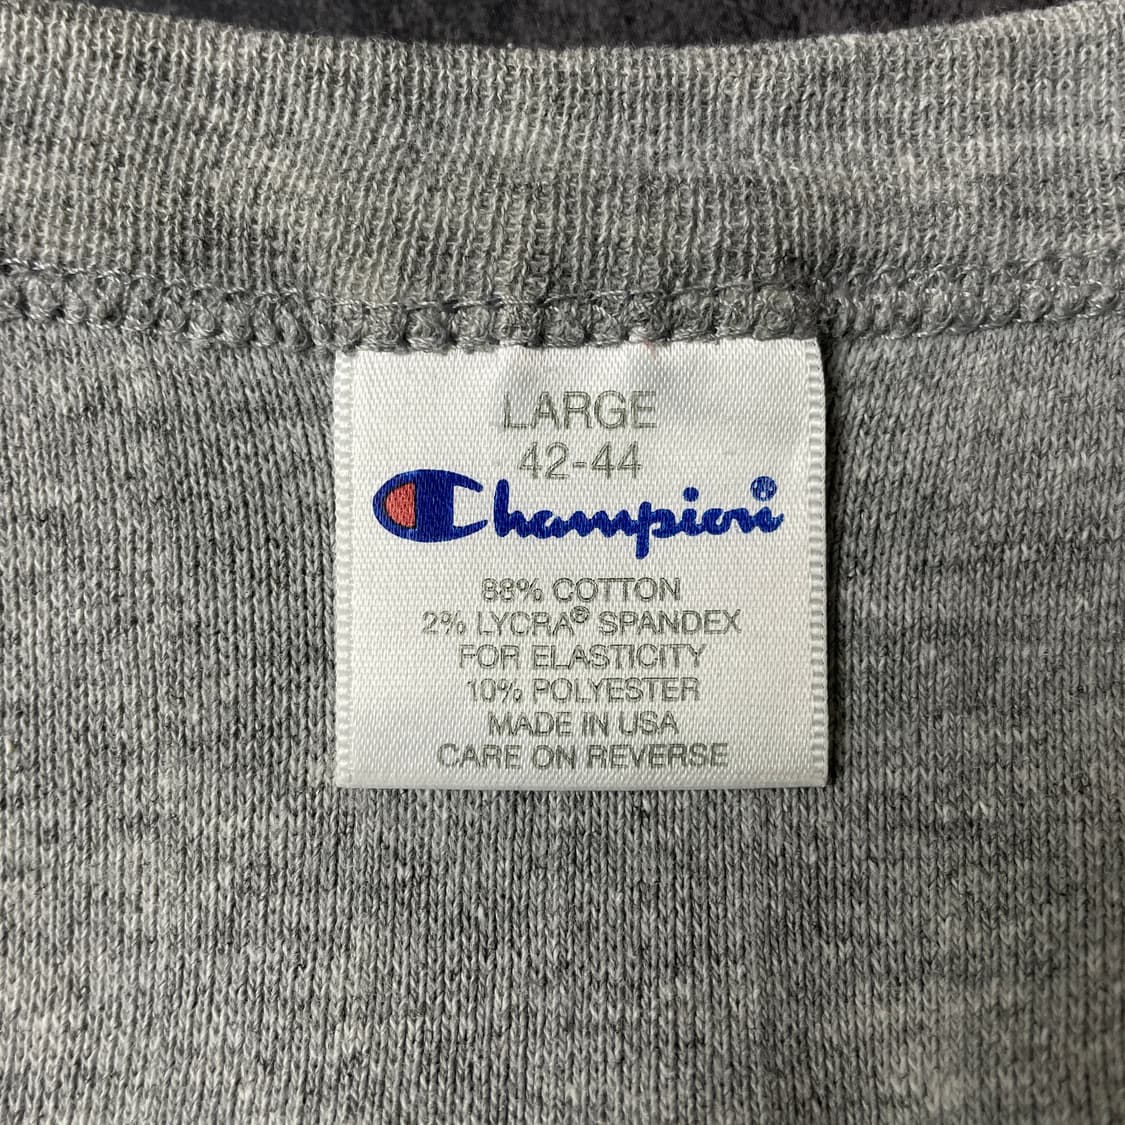 LARGE
42-44
Champion®
88% COTTON
2% LYCRA® SPANDEX
FOR ELASTICITY
10% POLYESTER
MADE IN USA
CARE ON REVERSE